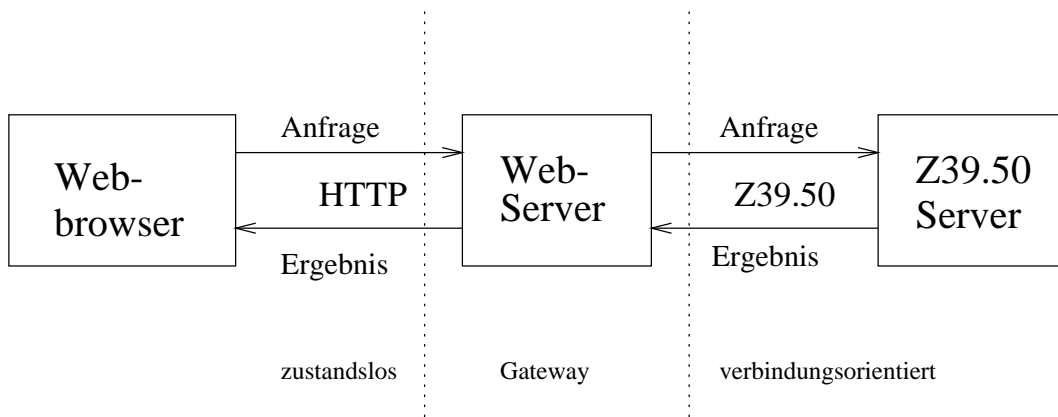 Anfrage
Anfrage
Web-
browser
HTTP
Web-
Server
Z39.50
Z39.50
Server
Ergebnis
Ergebnis
zustandslos
Gateway
verbindungsorientiert